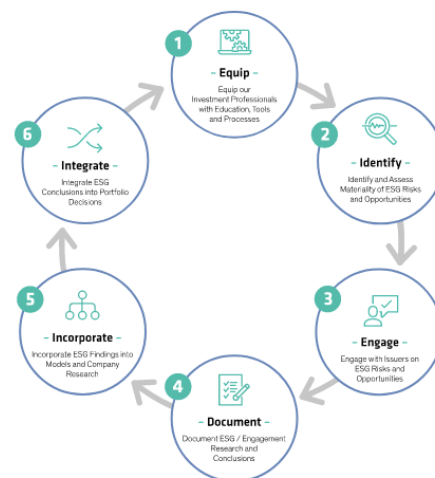 1
- Equip -
Equip our
Investment Professionals
with Education, Tools
and Processes
2
- Identify -
Identify and Assess
Materiality of ESG Risks
and Opportunities
3
- Engage -
Engage with Issuers on
ESG Risks and
Opportunities
4
- Document -
Document ESG / Engagement
Research and
Conclusions
5
- Incorporate -
Incorporate ESG Findings into
Models and Company
Research
6
- Integrate -
Integrate ESG
Conclusions into Portfolio
Decisions